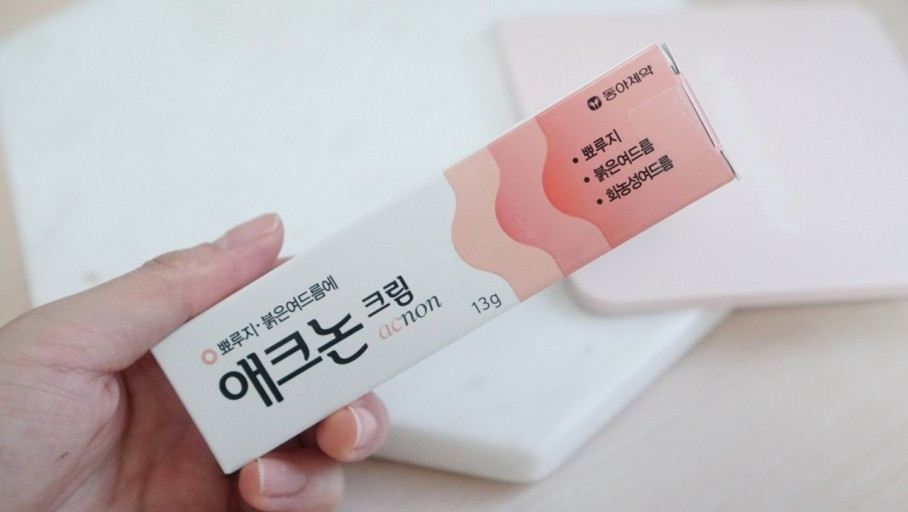 동아제약
• 뾰루지
• 붉은여드름
• 화농성여드름
뾰루지·붉은여드름에
애크논 크림
acnon
13g